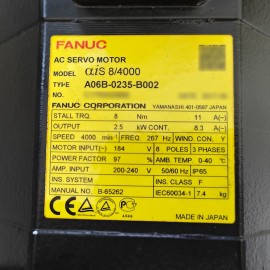 FANUC
AC SERVO MOTOR
MODEL αiS 8/4000
TYPE A06B-0235-B002
NO.
FANUC CORPORATION YAMANASHI 401-0597 JAPAN
STALL TRQ. 8 Nm 11 A(~)
OUTPUT 2.5 kW CONT. 8.3 A(~)
SPEED 4000 min⁻¹ FREQ. 267 Hz WIND. CON. Y
MOTOR INPUT(~) 184 V 8 POLES 3 PHASES
POWER FACTOR 97 % AMB. TEMP. 0-40 °C
AMP. INPUT(~) 200-240 V 50/60 Hz IP65
INS. SYSTEM INS. CLASS F
MANUAL NO. B-65262 IEC60034-1 7.4 kg
MADE IN JAPAN